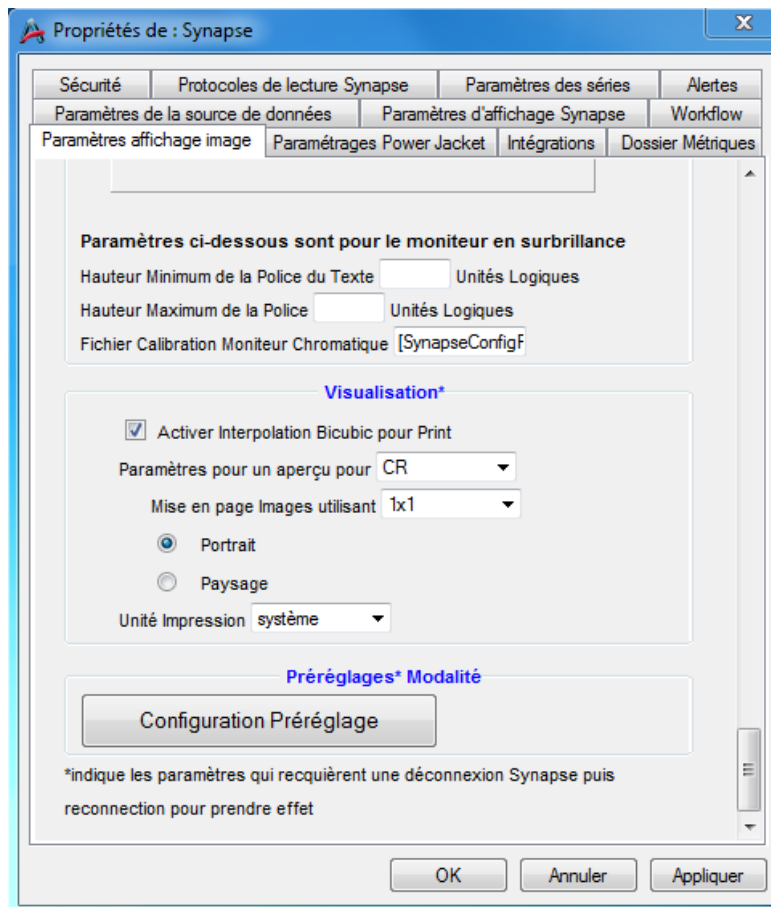 Propriétés de : Synapse
Sécurité Protocoles de lecture Synapse Paramètres des séries Alertes
Paramètres de la source de données Paramètres d'affichage Synapse Workflow
Paramètres affichage image Paramétrages Power Jacket Intégrations Dossier Métriques
Paramètres ci-dessous sont pour le moniteur en surbrillance
Hauteur Minimum de la Police du Texte Unités Logiques
Hauteur Maximum de la Police Unités Logiques
Fichier Calibration Moniteur Chromatique [SynapseConfigF
Visualisation*
Activer Interpolation Bicubic pour Print
Paramètres pour un aperçu pour CR
Mise en page Images utilisant 1x1
Portrait
Paysage
Unité Impression système
Préréglages* Modalité
Configuration Préréglage
*indique les paramètres qui recquièrent une déconnexion Synapse puis
reconnection pour prendre effet
OK Annuler Appliquer